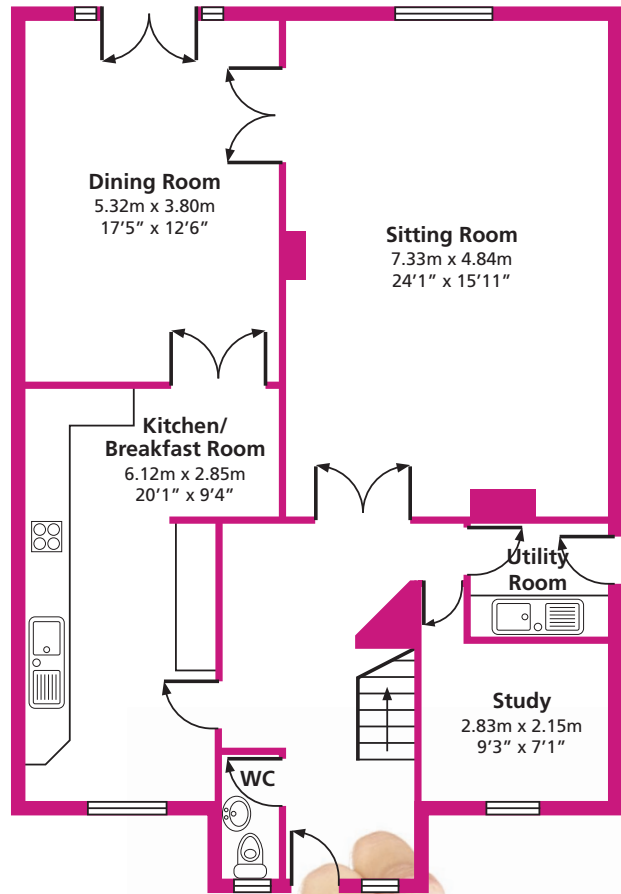 Dining Room
5.32m x 3.80m
17’5” x 12’6”
Sitting Room
7.33m x 4.84m
24’1” x 15’11”
Kitchen/
Breakfast Room
6.12m x 2.85m
20’1” x 9’4”
Utility
Room
Study
2.83m x 2.15m
9’3” x 7’1”
WC